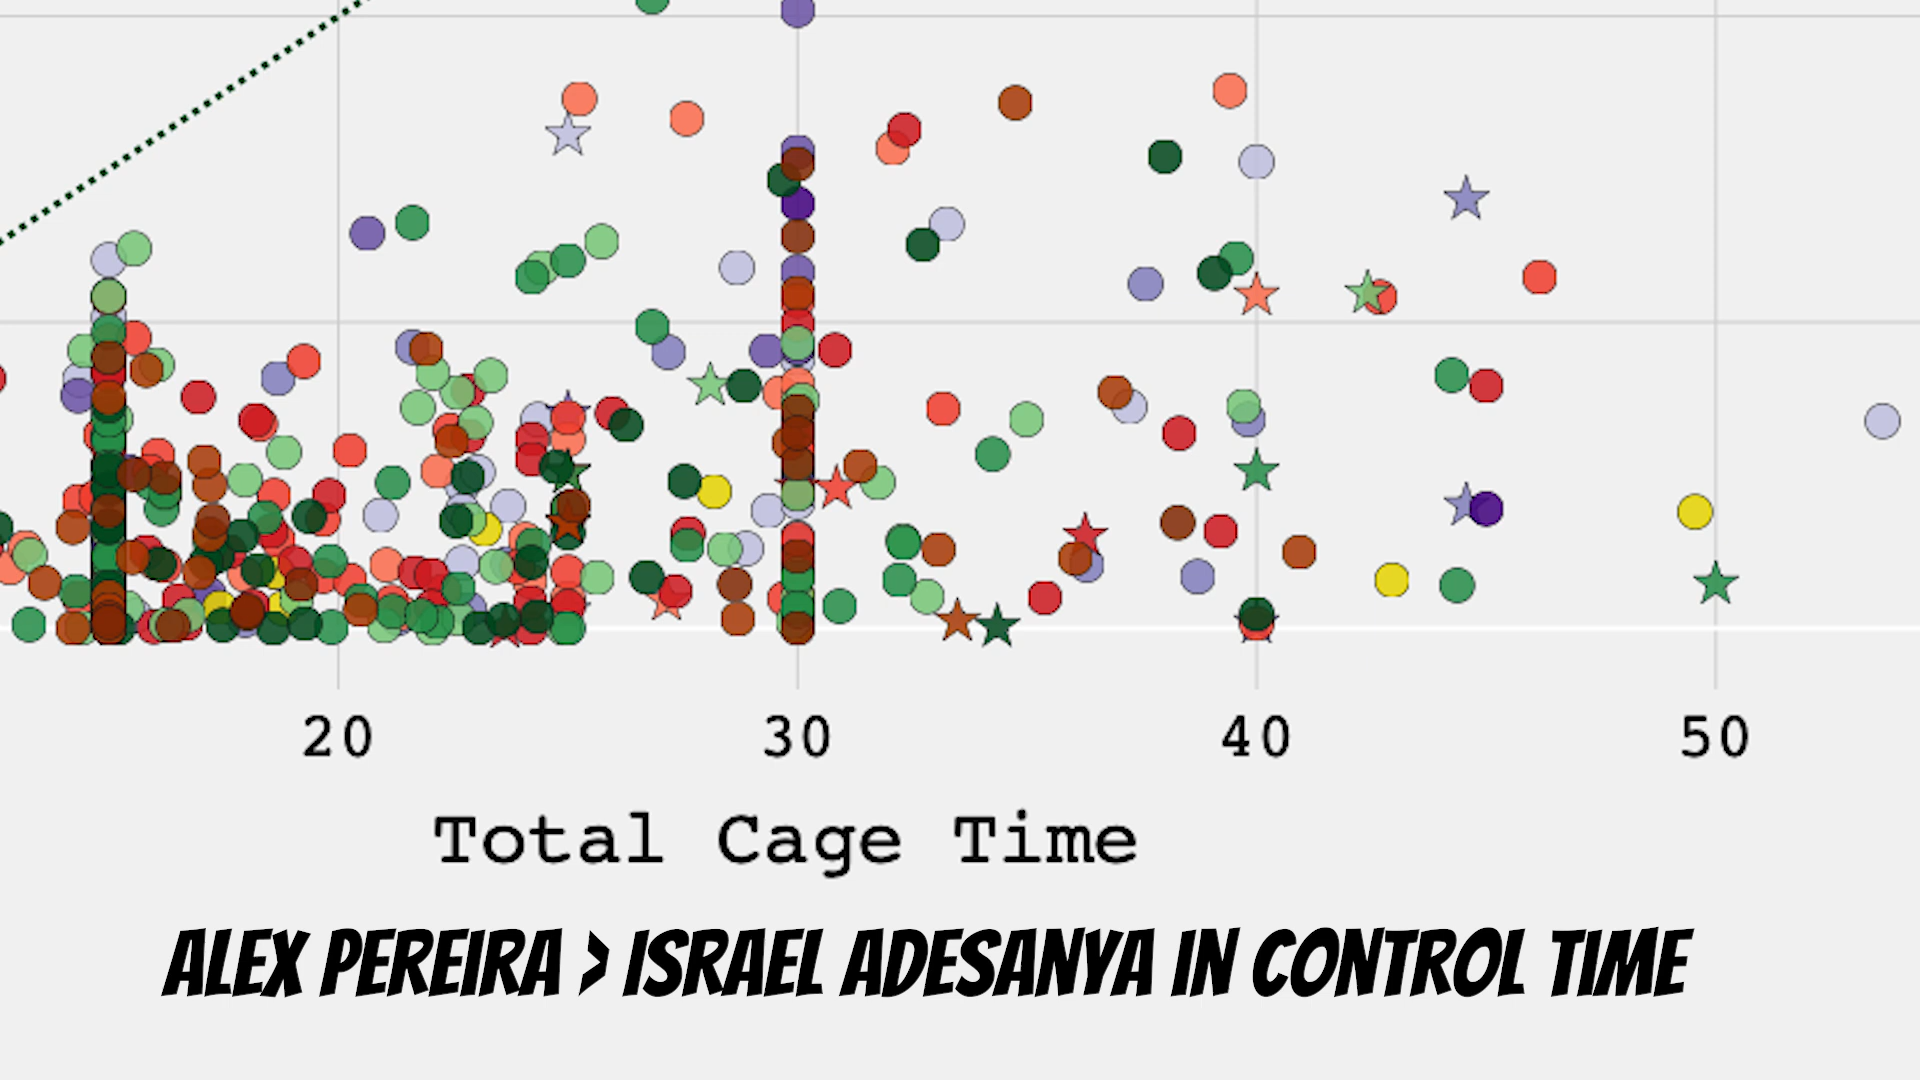 20 30 40 50
Total Cage Time
ALEX PEREIRA > ISRAEL ADESANYA IN CONTROL TIME